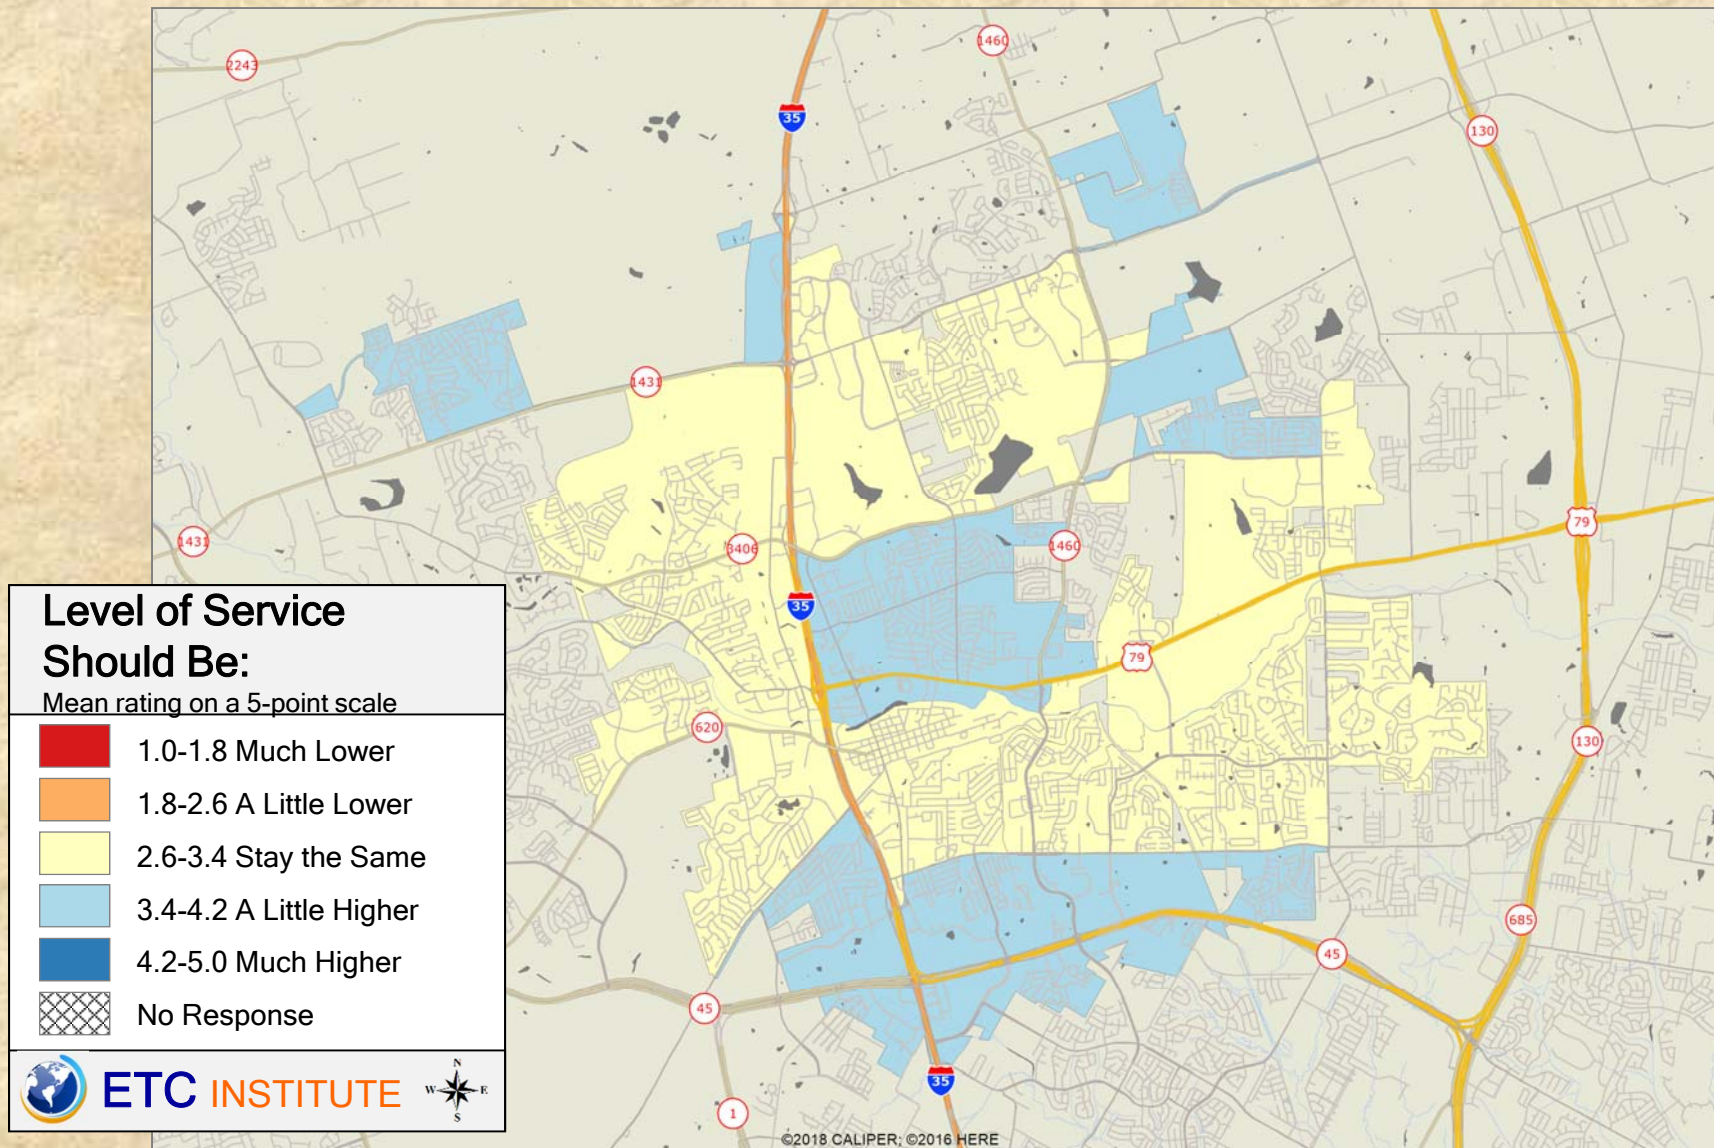 2243
1460
35
130
1431
1431
3406
35
1460
79
79
620
130
685
45
45
35
1
Level of Service
Should Be:
Mean rating on a 5-point scale
1.0-1.8 Much Lower
1.8-2.6 A Little Lower
2.6-3.4 Stay the Same
3.4-4.2 A Little Higher
4.2-5.0 Much Higher
No Response
ETC INSTITUTE
N
W E
S
©2018 CALIPER; ©2016 HERE